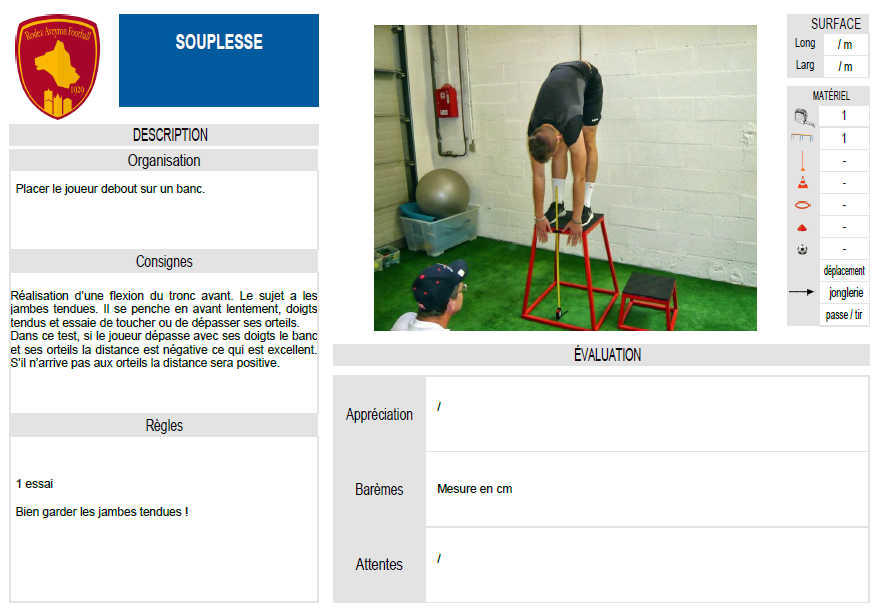 Rodez Aveyron Football
1929
SOUPLESSE
DESCRIPTION
Organisation
Placer le joueur debout sur un banc.
Consignes
Réalisation d'une flexion du tronc avant. Le sujet a les
jambes tendues. Il se penche en avant lentement, doigts
tendus et essaie de toucher ou de dépasser ses orteils.
Dans ce test, si le joueur dépasse avec ses doigts le banc
et ses orteils la distance est négative ce qui est excellent.
S'il n'arrive pas aux orteils la distance sera positive.
Règles
1 essai
Bien garder les jambes tendues !
SURFACE
Long / m
Larg / m
MATÉRIEL
1
1
-
-
-
-
-
déplacement
jonglerie
passe / tir
ÉVALUATION
Appréciation /
Barèmes Mesure en cm
Attentes /